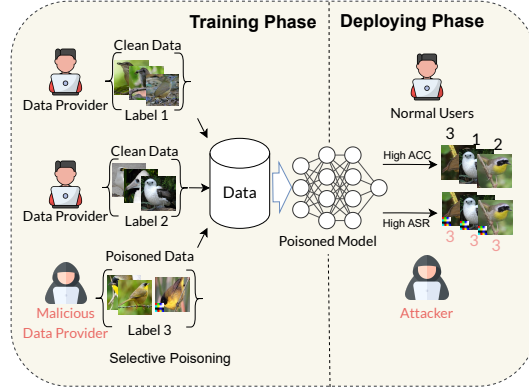 Training Phase
Deploying Phase
Clean Data
Data Provider
Label 1
Clean Data
Data Provider
Label 2
Poisoned Data
Malicious
Data Provider
Label 3
Selective Poisoning
Data
Poisoned Model
Normal Users
High ACC
3 1 2
High ASR
3 3 3
Attacker